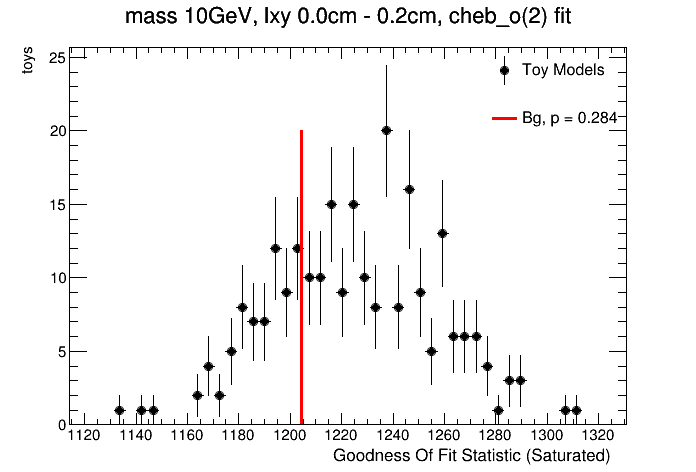 mass 10GeV, lxy 0.0cm - 0.2cm, cheb_o(2) fit
toys
25
20
15
10
5
0
Toy Models
Bg, p = 0.284
1120 1140 1160 1180 1200 1220 1240 1260 1280 1300 1320
Goodness Of Fit Statistic (Saturated)